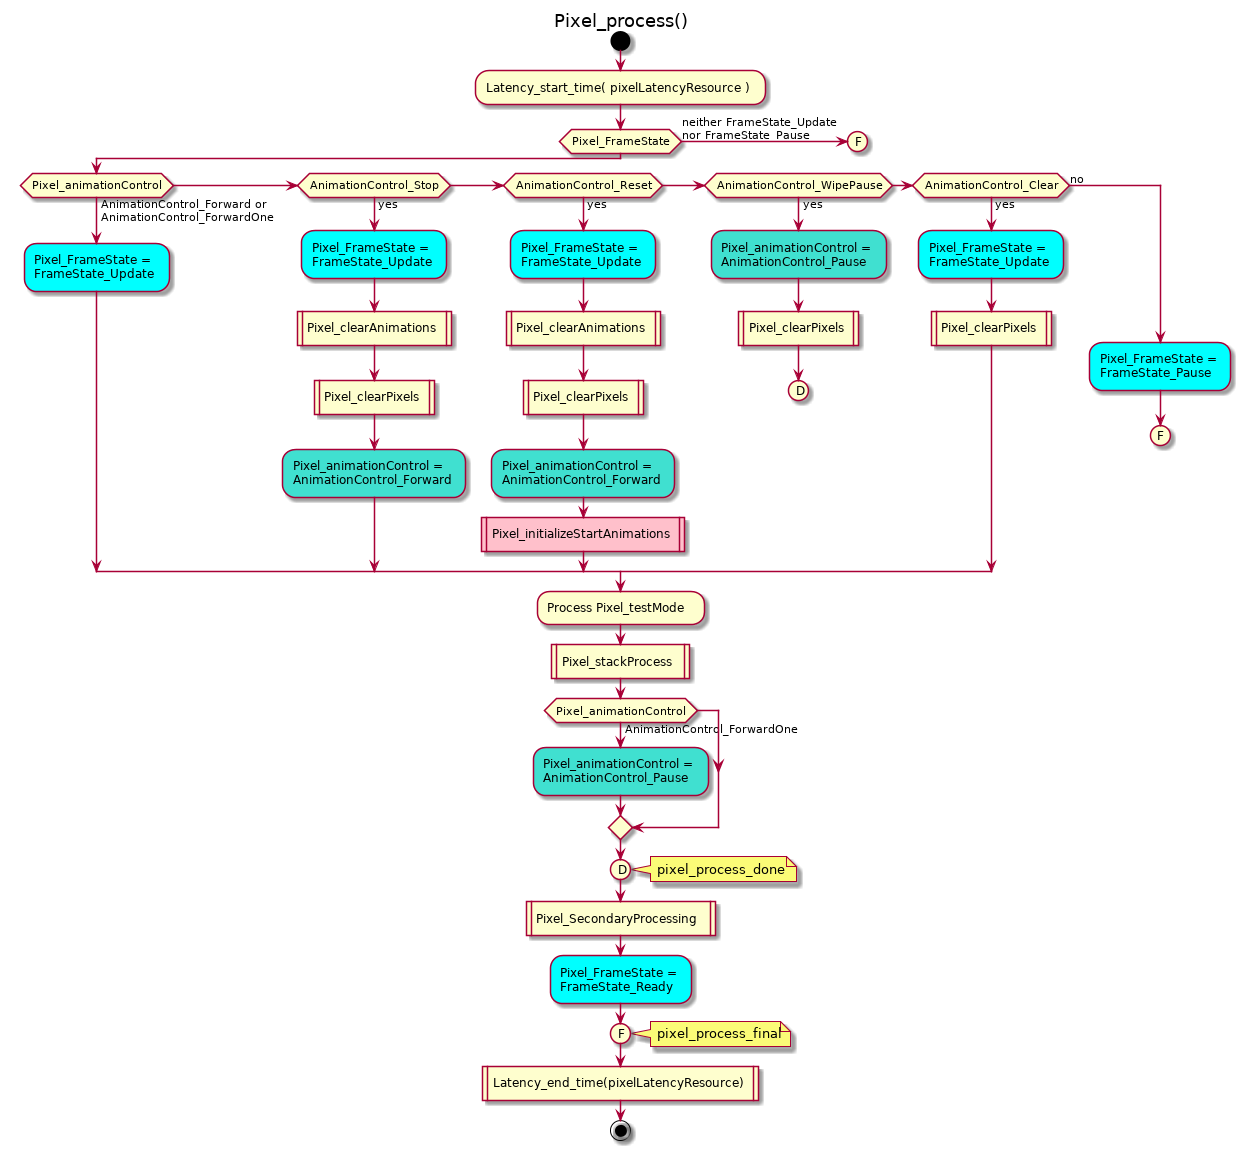 Pixel_process()
Latency_start_time( pixelLatencyResource )
Pixel_FrameState
neither FrameState_Update
nor FrameState_Pause
F
Pixel_animationControl
AnimationControl_Forward or
AnimationControl_ForwardOne
Pixel_FrameState =
FrameState_Update
AnimationControl_Stop
yes
Pixel_FrameState =
FrameState_Update
Pixel_clearAnimations
Pixel_clearPixels
Pixel_animationControl =
AnimationControl_Forward
AnimationControl_Reset
yes
Pixel_FrameState =
FrameState_Update
Pixel_clearAnimations
Pixel_clearPixels
Pixel_animationControl =
AnimationControl_Forward
Pixel_initializeStartAnimations
AnimationControl_WipePause
yes
Pixel_animationControl =
AnimationControl_Pause
Pixel_clearPixels
D
AnimationControl_Clear
yes
Pixel_FrameState =
FrameState_Update
Pixel_clearPixels
no
Pixel_FrameState =
FrameState_Pause
F
Process Pixel_testMode
Pixel_stackProcess
Pixel_animationControl
AnimationControl_ForwardOne
Pixel_animationControl =
AnimationControl_Pause
D
pixel_process_done
Pixel_SecondaryProcessing
Pixel_FrameState =
FrameState_Ready
F
pixel_process_final
Latency_end_time(pixelLatencyResource)